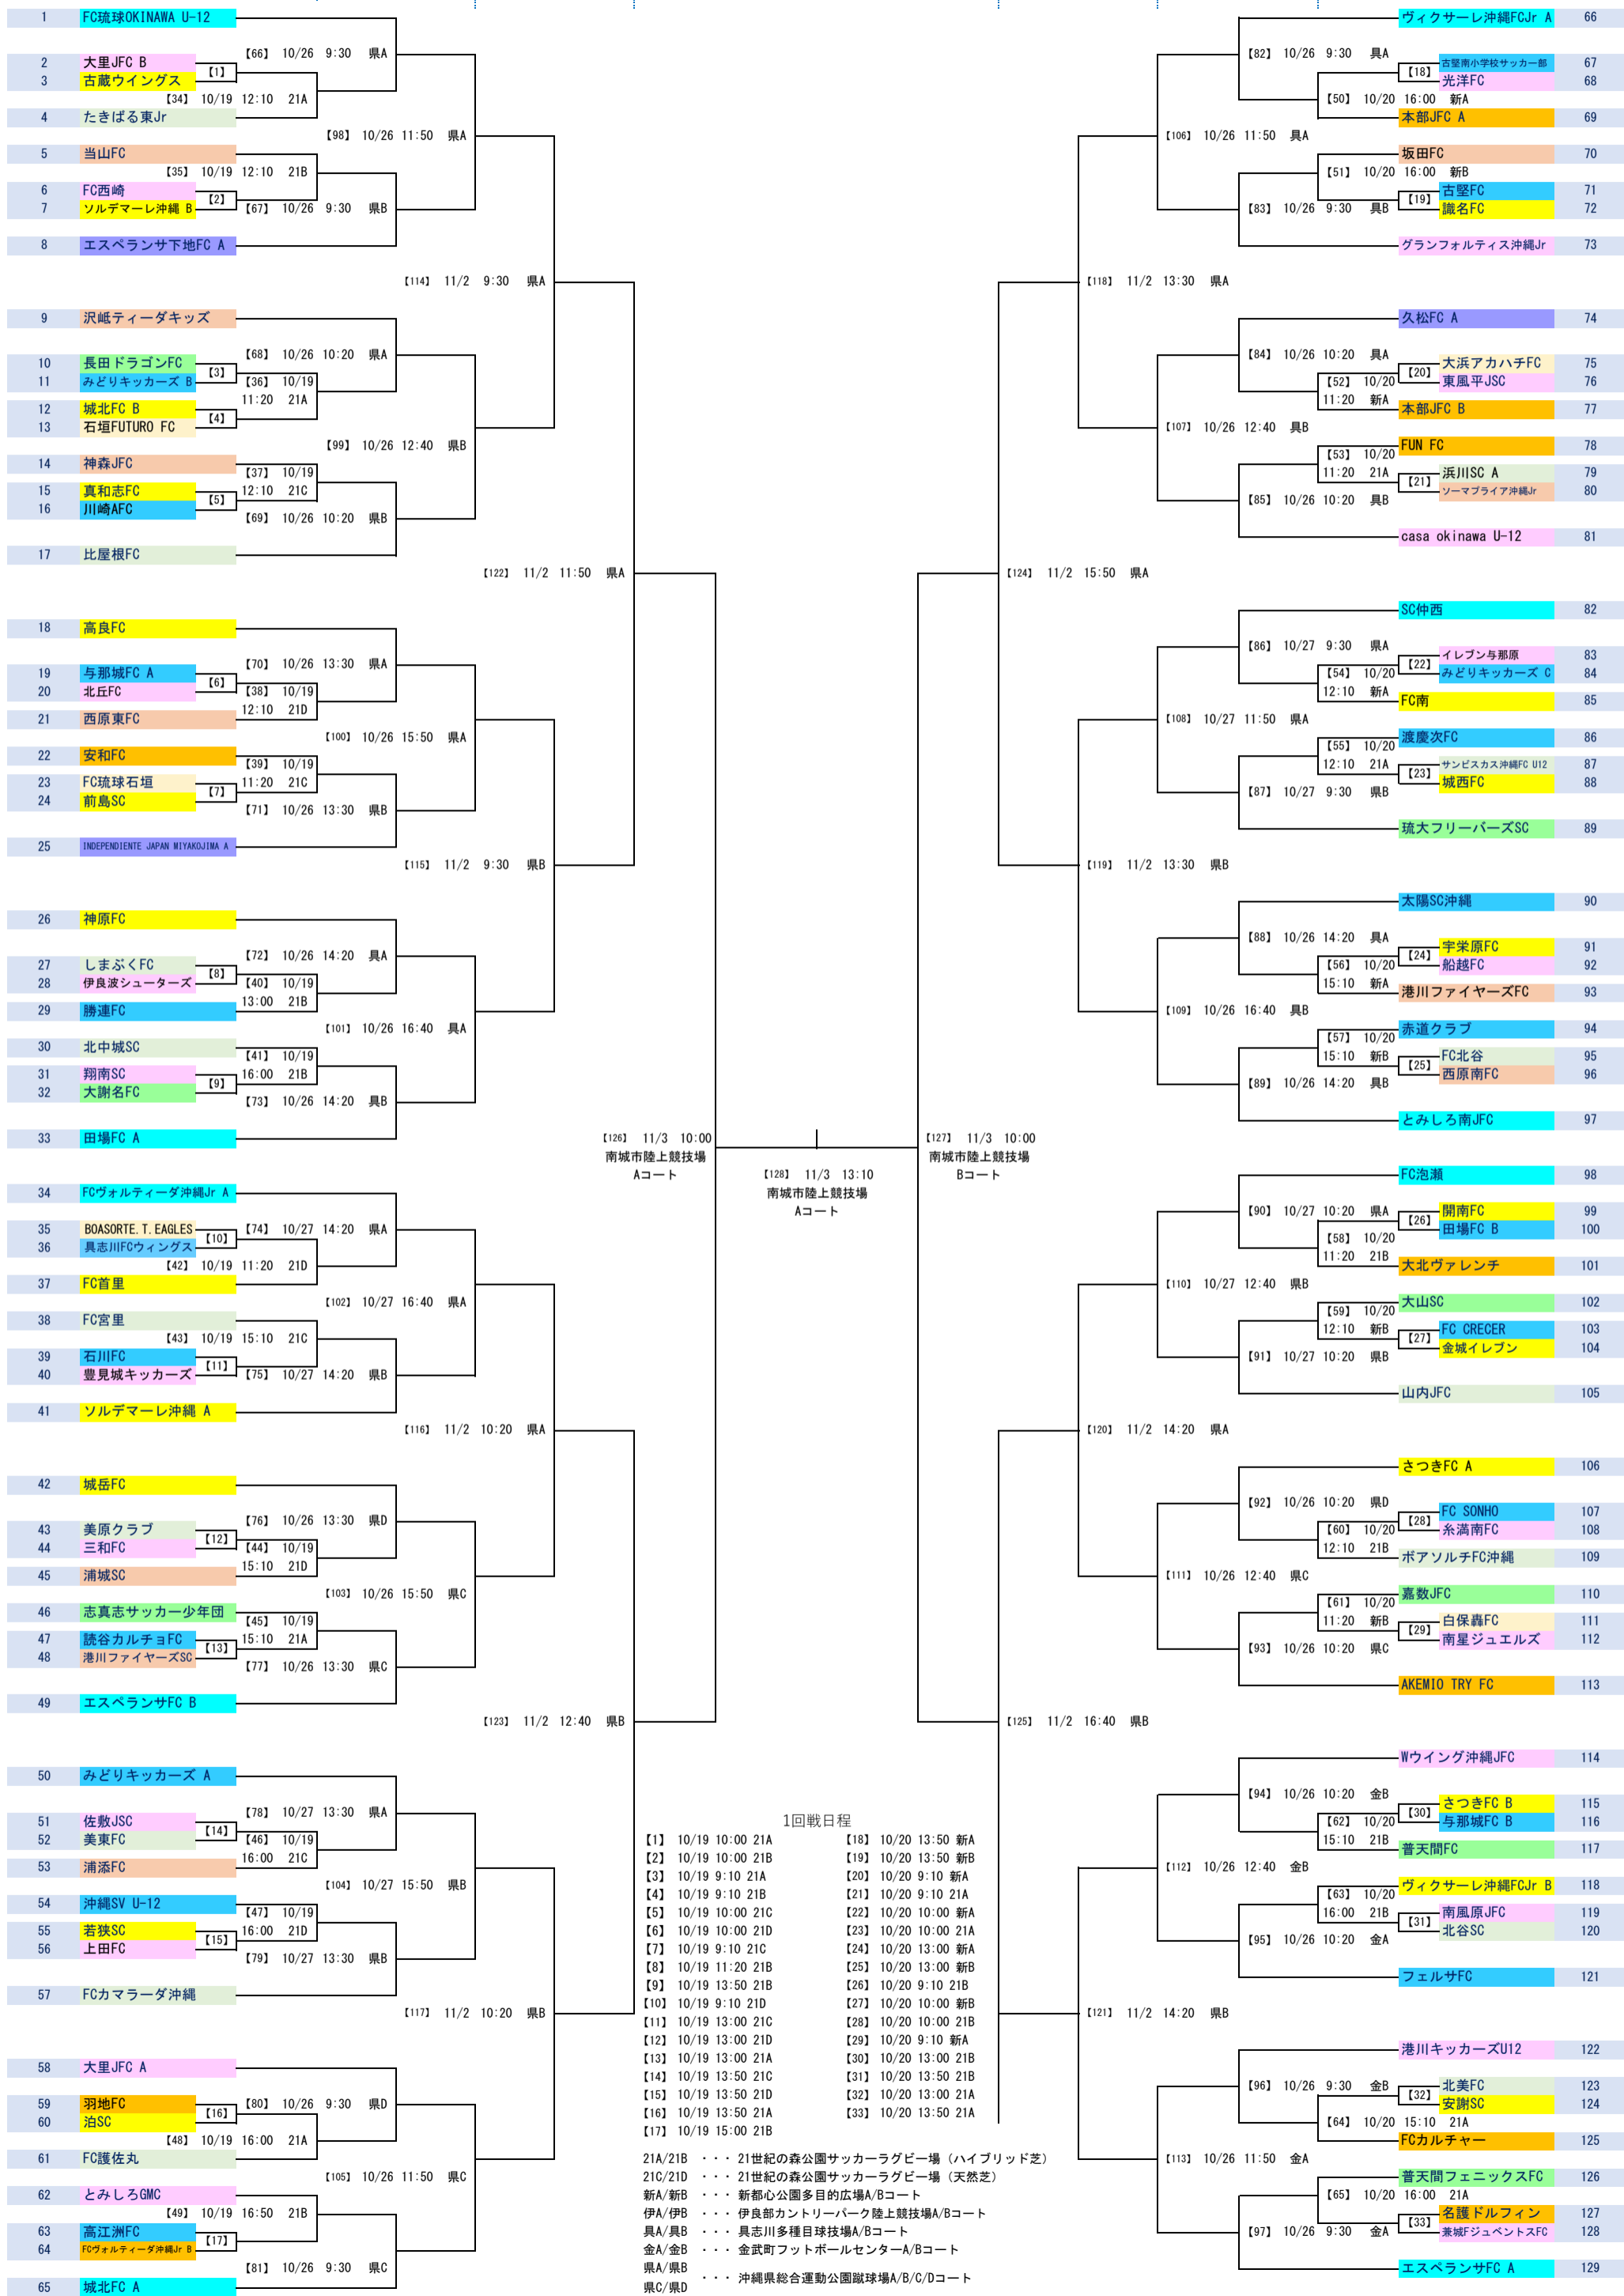 1 FC琉球OKINAWA U-12
【66】 10/26 9:30 県A
2 大里JFC B
【1】
3 古蔵ウイングス
【34】 10/19 12:10 21A
4 たきばる東Jr
【98】 10/26 11:50 県A
5 当山FC
【35】 10/19 12:10 21B
6 FC西崎
【2】
7 ソルデマーレ沖縄 B
【67】 10/26 9:30 県B
8 エスペランサ下地FC A
【114】 11/2 9:30 県A
9 沢岻ティーダキッズ
【68】 10/26 10:20 県A
10 長田ドラゴンFC
【3】
11 みどりキッカーズ B
【36】 10/19
11:20 21A
12 城北FC B
【4】
13 石垣FUTURO FC
【99】 10/26 12:40 県B
14 神森JFC
【37】 10/19
12:10 21C
15 真和志FC
【5】
16 川崎AFC
【69】 10/26 10:20 県B
17 比屋根FC
【122】 11/2 11:50 県A
18 高良FC
【70】 10/26 13:30 県A
19 与那城FC A
【6】
20 北丘FC
【38】 10/19
12:10 21D
21 西原東FC
【100】 10/26 15:50 県A
22 安和FC
【39】 10/19
11:20 21C
23 FC琉球石垣
【7】
24 前島SC
【71】 10/26 13:30 県B
25 INDEPENDIENTE JAPAN MIYAKOJIMA A
【115】 11/2 9:30 県B
26 神原FC
【72】 10/26 14:20 具A
27 しまぶくFC
【8】
28 伊良波シューターズ
【40】 10/19
13:00 21B
29 勝連FC
【101】 10/26 16:40 具A
30 北中城SC
【41】 10/19
16:00 21B
31 翔南SC
【9】
32 大謝名FC
【73】 10/26 14:20 具B
33 田場FC A
【126】 11/3 10:00
南城市陸上競技場
Aコート
34 FCヴォルティーダ沖縄Jr A
【74】 10/27 14:20 県A
35 BOASORTE.T.EAGLES
【10】
36 具志川FCウィングス
【42】 10/19 11:20 21D
37 FC首里
【102】 10/27 16:40 県A
38 FC宮里
【43】 10/19 15:10 21C
39 石川FC
【11】
40 豊見城キッカーズ
【75】 10/27 14:20 県B
41 ソルデマーレ沖縄 A
【116】 11/2 10:20 県A
42 城岳FC
【76】 10/26 13:30 県D
43 美原クラブ
【12】
44 三和FC
【44】 10/19
15:10 21D
45 浦城SC
【103】 10/26 15:50 県C
46 志真志サッカー少年団
【45】 10/19
15:10 21A
47 読谷カルチョFC
【13】
48 港川ファイヤーズSC
【77】 10/26 13:30 県C
49 エスペランサFC B
【123】 11/2 12:40 県B
50 みどりキッカーズ A
【78】 10/27 13:30 県A
51 佐敷JSC
【14】
52 美東FC
【46】 10/19
16:00 21C
53 浦添FC
【104】 10/27 15:50 県B
54 沖縄SV U-12
【47】 10/19
16:00 21D
55 若狭SC
【15】
56 上田FC
【79】 10/27 13:30 県B
57 FCカマラーダ沖縄
【117】 11/2 10:20 県B
58 大里JFC A
【80】 10/26 9:30 県D
59 羽地FC
【16】
60 泊SC
【48】 10/19 16:00 21A
61 FC護佐丸
【105】 10/26 11:50 県C
62 とみしろGMC
【49】 10/19 16:50 21B
63 高江洲FC
【17】
64 FCヴォルティーダ沖縄Jr B
【81】 10/26 9:30 県C
65 城北FC A
【128】 11/3 13:10
南城市陸上競技場
Aコート
ヴィクサーレ沖縄FCJr A 66
【82】 10/26 9:30 具A
古堅南小学校サッカー部 67
【18】
光洋FC 68
【50】 10/20 16:00 新A
本部JFC A 69
【106】 10/26 11:50 具A
坂田FC 70
【51】 10/20 16:00 新B
古堅FC 71
【19】
識名FC 72
【83】 10/26 9:30 具B
グランフォルティス沖縄Jr 73
【118】 11/2 13:30 県A
久松FC A 74
【84】 10/26 10:20 具A
大浜アカハチFC 75
【20】
東風平JSC 76
【52】 10/20
11:20 新A
本部JFC B 77
【107】 10/26 12:40 具B
FUN FC 78
【53】 10/20
11:20 21A
浜川SC A 79
【21】
ソーマプライア沖縄Jr 80
【85】 10/26 10:20 具B
casa okinawa U-12 81
【124】 11/2 15:50 県A
SC仲西 82
【86】 10/27 9:30 県A
イレブン与那原 83
【22】
みどりキッカーズ C 84
【54】 10/20
12:10 新A
FC南 85
【108】 10/27 11:50 県A
渡慶次FC 86
【55】 10/20
12:10 21A
サンビスカス沖縄FC U12 87
【23】
城西FC 88
【87】 10/27 9:30 県B
琉大フリーバーズSC 89
【119】 11/2 13:30 県B
太陽SC沖縄 90
【88】 10/26 14:20 具A
宇栄原FC 91
【24】
船越FC 92
【56】 10/20
15:10 新A
港川ファイヤーズFC 93
【109】 10/26 16:40 具B
赤道クラブ 94
【57】 10/20
15:10 新B
FC北谷 95
【25】
西原南FC 96
【89】 10/26 14:20 具B
とみしろ南JFC 97
【127】 11/3 10:00
南城市陸上競技場
Bコート
FC泡瀬 98
【90】 10/27 10:20 県A
開南FC 99
【26】
田場FC B 100
【58】 10/20
11:20 21B
大北ヴァレンチ 101
【110】 10/27 12:40 県B
大山SC 102
【59】 10/20
12:10 新B
FC CRECER 103
【27】
金城イレブン 104
【91】 10/27 10:20 県B
山内JFC 105
【120】 11/2 14:20 県A
さつきFC A 106
【92】 10/26 10:20 県D
FC SONHO 107
【28】
糸満南FC 108
【60】 10/20
12:10 21B
ボアソルチFC沖縄 109
【111】 10/26 12:40 県C
嘉数JFC 110
【61】 10/20
11:20 新B
白保轟FC 111
【29】
南星ジュエルズ 112
【93】 10/26 10:20 県C
AKEMIO TRY FC 113
【125】 11/2 16:40 県B
Wウイング沖縄JFC 114
【94】 10/26 10:20 金B
さつきFC B 115
【30】
与那城FC B 116
【62】 10/20
15:10 21B
普天間FC 117
【112】 10/26 12:40 金B
ヴィクサーレ沖縄FCJr B 118
【63】 10/20
16:00 21B
南風原JFC 119
【31】
北谷SC 120
【95】 10/26 10:20 金A
フェルサFC 121
【121】 11/2 14:20 県B
港川キッカーズU12 122
【96】 10/26 9:30 金B
北美FC 123
【32】
安謝SC 124
【64】 10/20 15:10 21A
FCカルチャー 125
【113】 10/26 11:50 金A
普天間フェニックスFC 126
【65】 10/20 16:00 21A
名護ドルフィン 127
【33】
兼城FジュベントスFC 128
【97】 10/26 9:30 金A
エスペランサFC A 129
1回戦日程
【1】 10/19 10:00 21A 【18】 10/20 13:50 新A
【2】 10/19 10:00 21B 【19】 10/20 13:50 新B
【3】 10/19 9:10 21A 【20】 10/20 9:10 新A
【4】 10/19 9:10 21B 【21】 10/20 9:10 21A
【5】 10/19 10:00 21C 【22】 10/20 10:00 新A
【6】 10/19 10:00 21D 【23】 10/20 10:00 21A
【7】 10/19 9:10 21C 【24】 10/20 13:00 新A
【8】 10/19 11:20 21B 【25】 10/20 13:00 新B
【9】 10/19 13:50 21B 【26】 10/20 9:10 21B
【10】 10/19 9:10 21D 【27】 10/20 10:00 新B
【11】 10/19 13:00 21C 【28】 10/20 10:00 21B
【12】 10/19 13:00 21D 【29】 10/20 9:10 新A
【13】 10/19 13:00 21A 【30】 10/20 13:00 21B
【14】 10/19 13:50 21C 【31】 10/20 13:50 21B
【15】 10/19 13:50 21D 【32】 10/20 13:00 21A
【16】 10/19 13:50 21A 【33】 10/20 13:50 21A
【17】 10/19 15:00 21B
21A/21B ・・・ 21世紀の森公園サッカーラグビー場（ハイブリッド芝）
21C/21D ・・・ 21世紀の森公園サッカーラグビー場（天然芝）
新A/新B ・・・ 新都心公園多目的広場A/Bコート
伊A/伊B ・・・ 伊良部カントリーパーク陸上競技場A/Bコート
具A/具B ・・・ 具志川多種目球技場A/Bコート
金A/金B ・・・ 金武町フットボールセンターA/Bコート
県A/県B
・・・ 沖縄県総合運動公園蹴球場A/B/C/Dコート
県C/県D